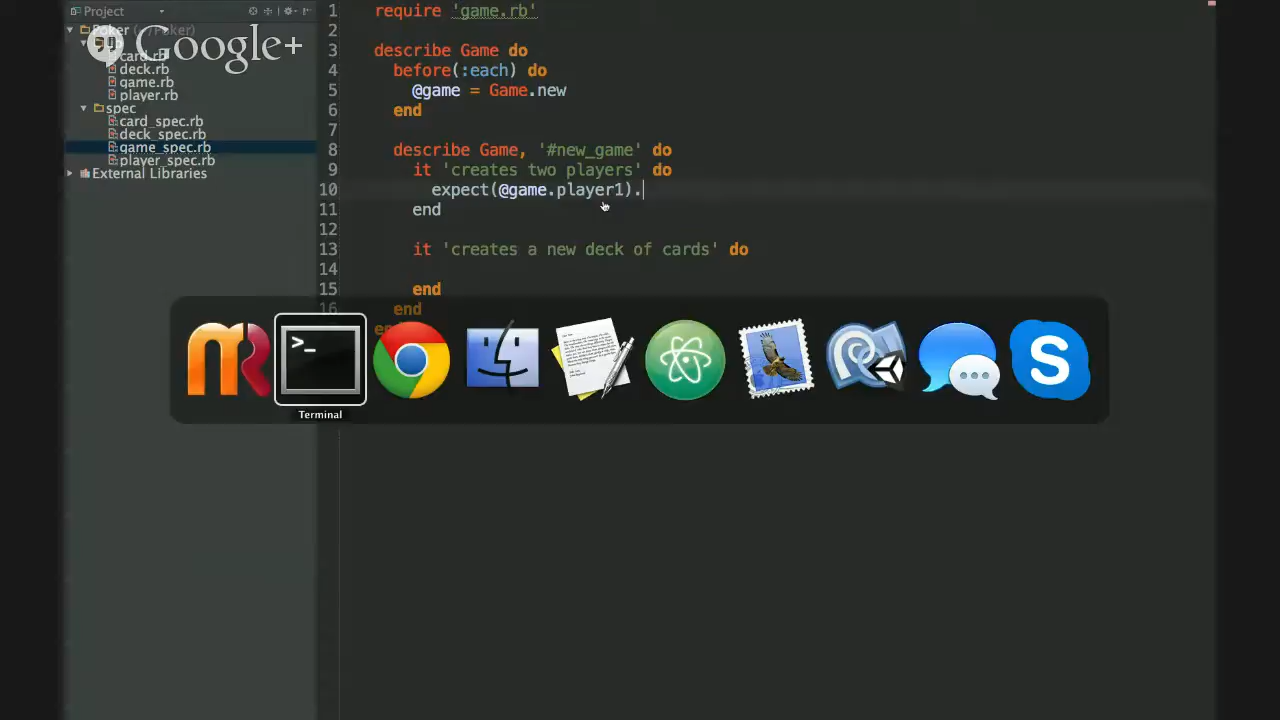 Project
Poker (~/Poker)
Google+
card.rb
deck.rb
game.rb
player.rb
spec
card_spec.rb
deck_spec.rb
game_spec.rb
player_spec.rb
External Libraries
1 require 'game.rb'
2
3 describe Game do
4 before(:each) do
5 @game = Game.new
6 end
7
8 describe Game, '#new_game' do
9 it 'creates two players' do
10 expect(@game.player1).
11 end
12
13 it 'creates a new deck of cards' do
14
15 end
16 end
>_
Terminal
S